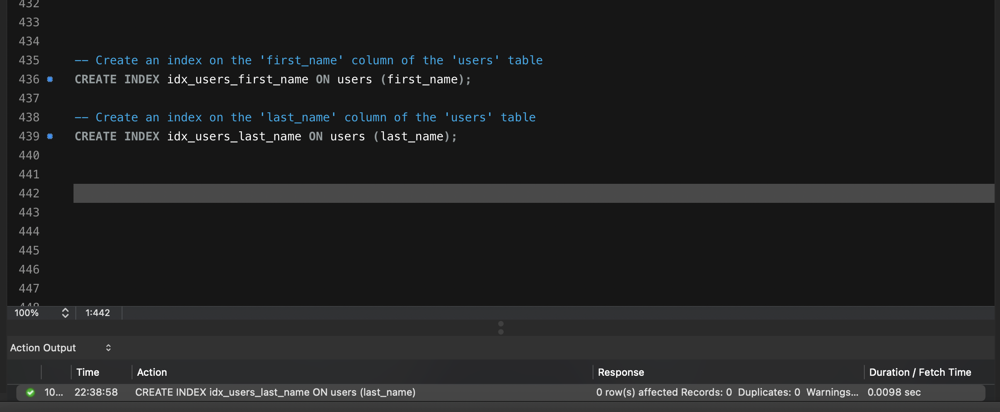 432
433
434
435 -- Create an index on the 'first_name' column of the 'users' table
436 CREATE INDEX idx_users_first_name ON users (first_name);
437
438 -- Create an index on the 'last_name' column of the 'users' table
439 CREATE INDEX idx_users_last_name ON users (last_name);
440
441
442
443
444
445
446
447
448
100% 1:442
Action Output
Time Action Response Duration / Fetch Time
10... 22:38:58 CREATE INDEX idx_users_last_name ON users (last_name) 0 row(s) affected Records: 0 Duplicates: 0 Warnings... 0.0098 sec